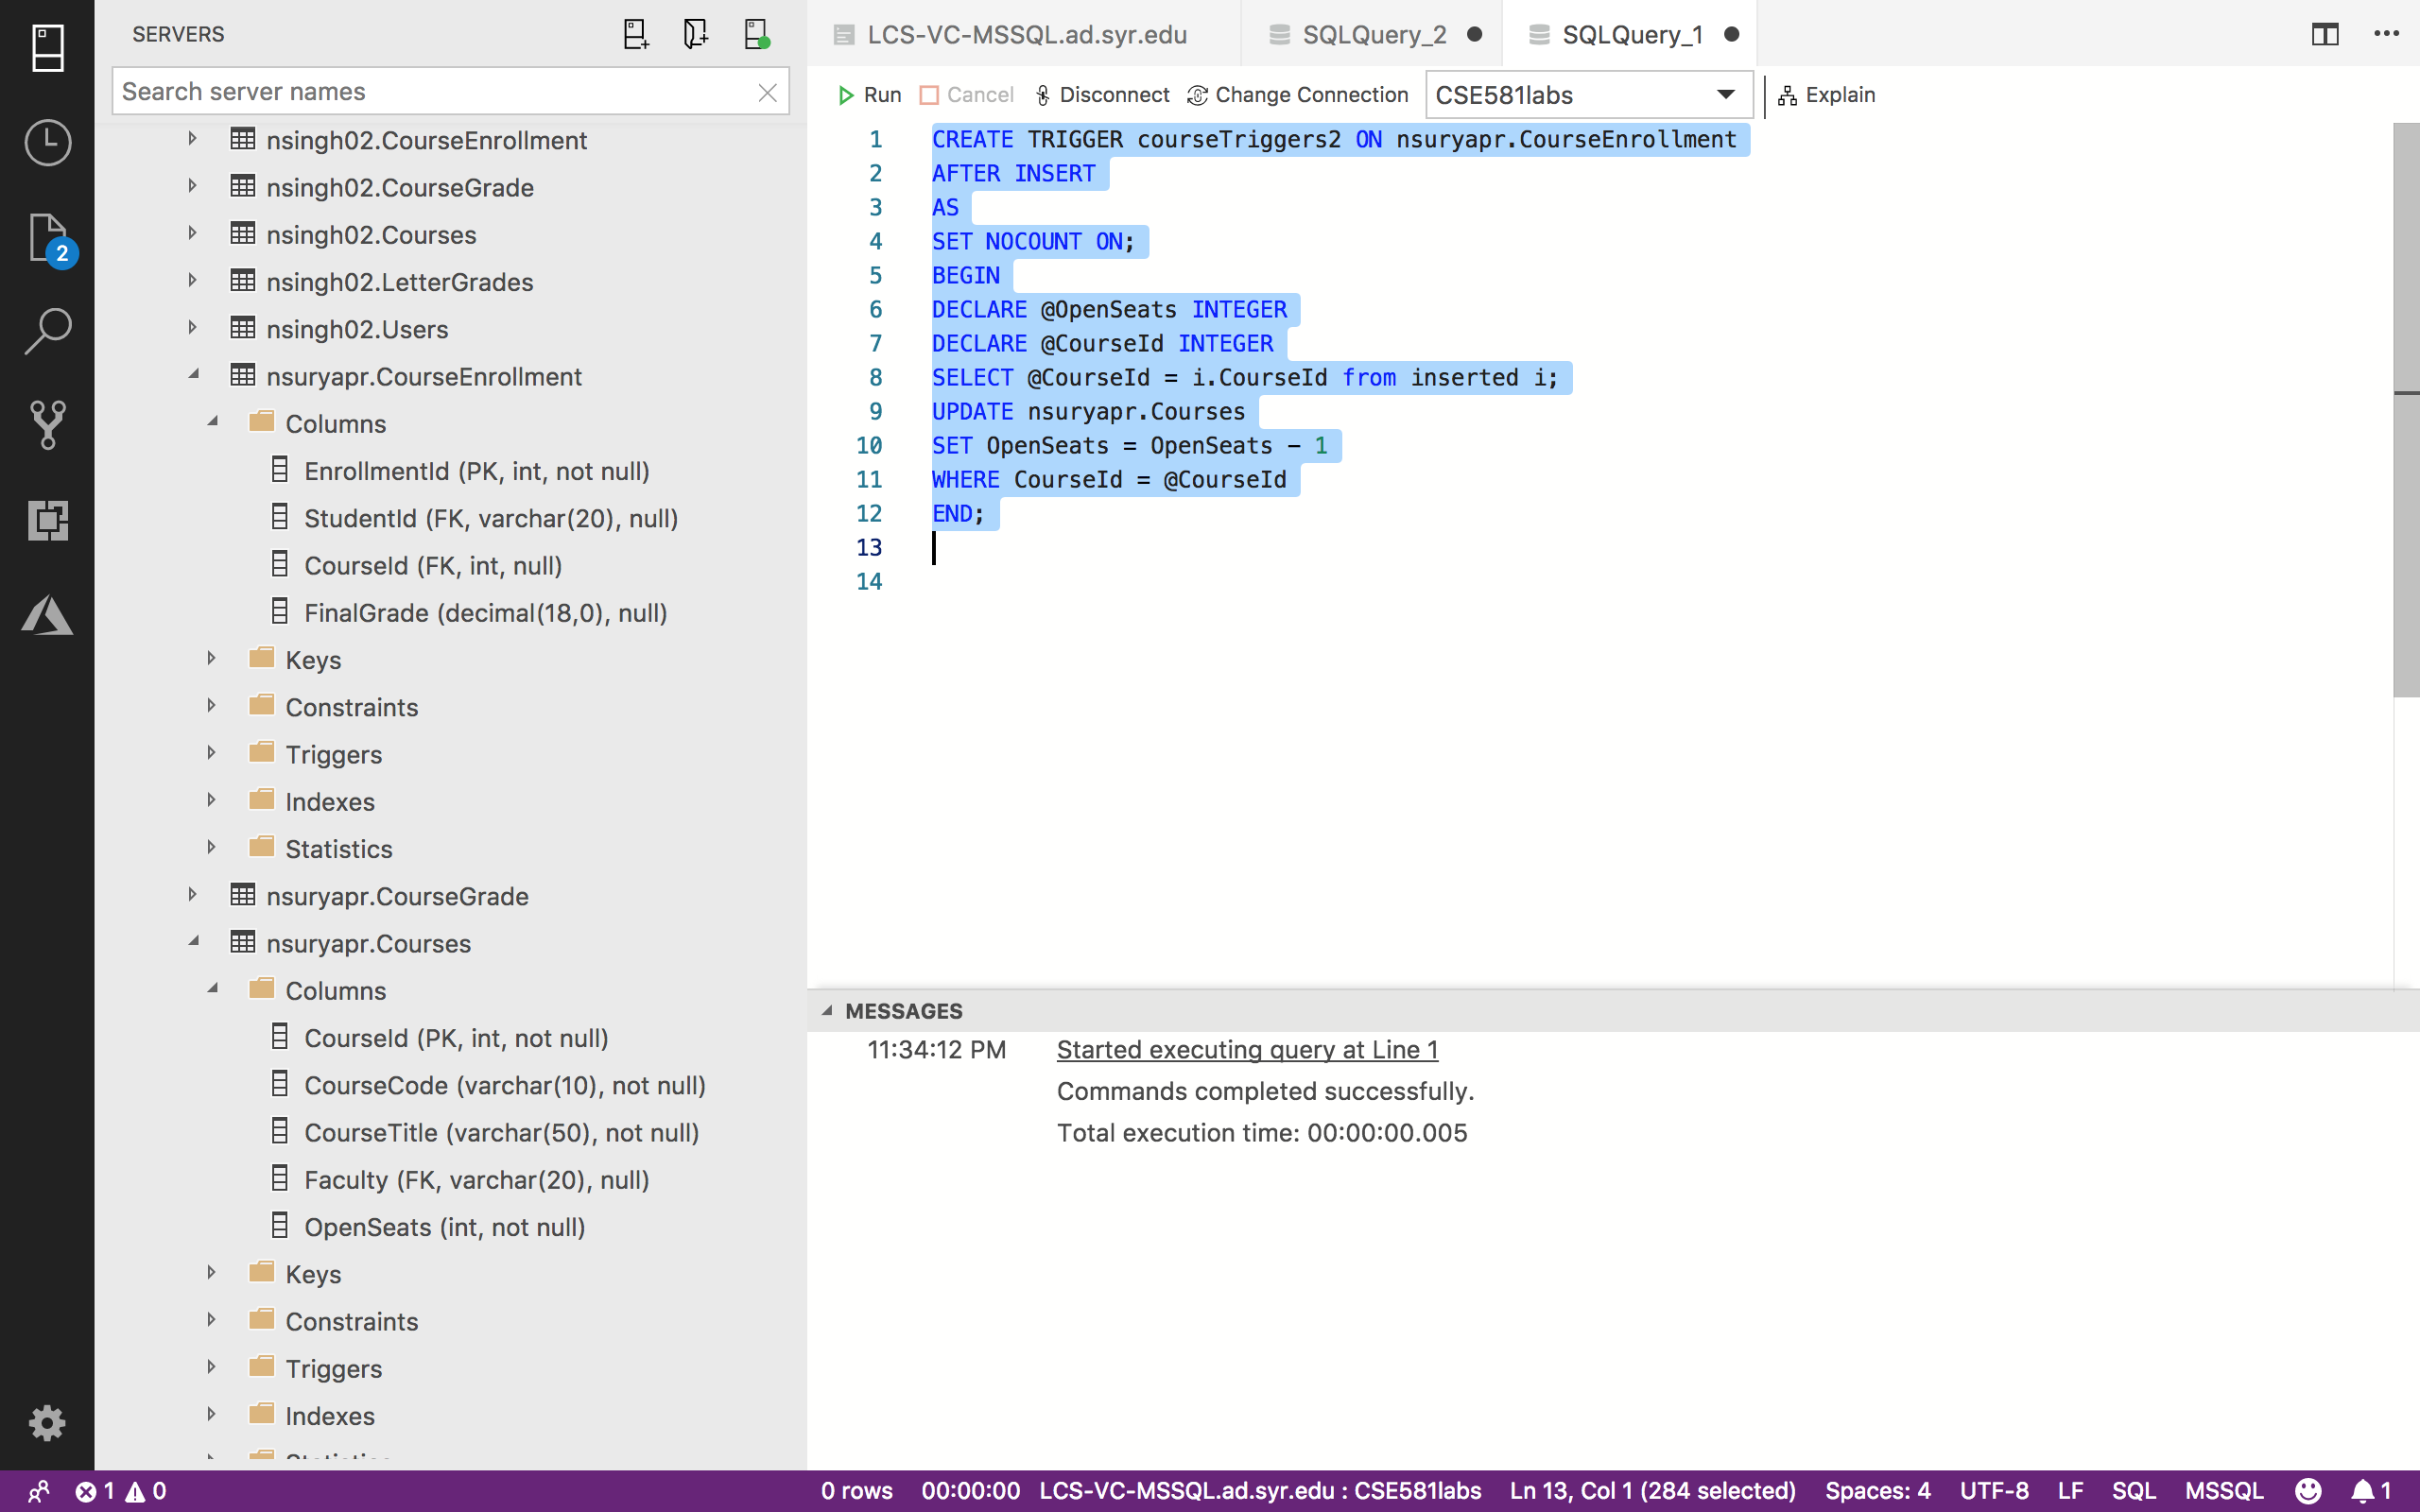 SERVERS
Search server names
nsingh02.CourseEnrollment
nsingh02.CourseGrade
nsingh02.Courses
nsingh02.LetterGrades
nsingh02.Users
nsuryapr.CourseEnrollment
Columns
EnrollmentId (PK, int, not null)
StudentId (FK, varchar(20), null)
CourseId (FK, int, null)
FinalGrade (decimal(18,0), null)
Keys
Constraints
Triggers
Indexes
Statistics
nsuryapr.CourseGrade
nsuryapr.Courses
Columns
CourseId (PK, int, not null)
CourseCode (varchar(10), not null)
CourseTitle (varchar(50), not null)
Faculty (FK, varchar(20), null)
OpenSeats (int, not null)
Keys
Constraints
Triggers
Indexes
2
LCS-VC-MSSQL.ad.syr.edu SQLQuery_2 SQLQuery_1
Run Cancel Disconnect Change Connection CSE581labs Explain
1 CREATE TRIGGER courseTriggers2 ON nsuryapr.CourseEnrollment
2 AFTER INSERT
3 AS
4 SET NOCOUNT ON;
5 BEGIN
6 DECLARE @OpenSeats INTEGER
7 DECLARE @CourseId INTEGER
8 SELECT @CourseId = i.CourseId from inserted i;
9 UPDATE nsuryapr.Courses
10 SET OpenSeats = OpenSeats - 1
11 WHERE CourseId = @CourseId
12 END;
13
14
MESSAGES
11:34:12 PM Started executing query at Line 1
Commands completed successfully.
Total execution time: 00:00:00.005
1 0 0 rows 00:00:00 LCS-VC-MSSQL.ad.syr.edu : CSE581labs Ln 13, Col 1 (284 selected) Spaces: 4 UTF-8 LF SQL MSSQL 1